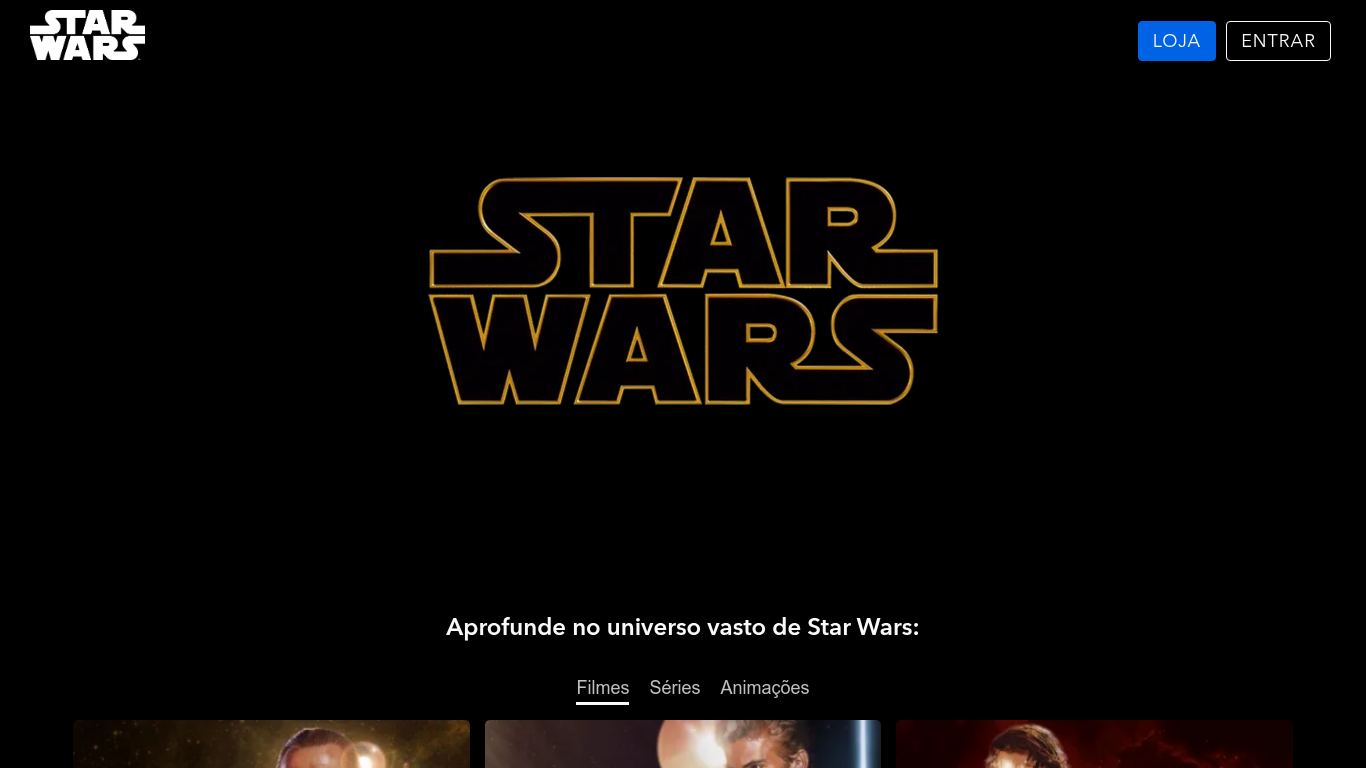 STAR
WARS
LOJA
ENTRAR
STAR
WARS
Aprofunde no universo vasto de Star Wars:
Filmes
Séries
Animações